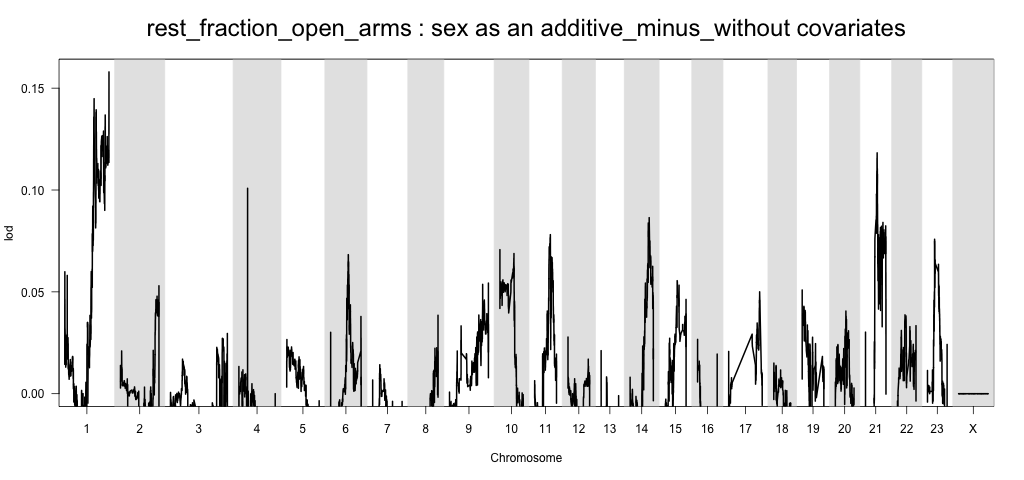 rest_fraction_open_arms : sex as an additive_minus_without covariates
0.15
0.10
0.05
0.00
lod
1 2 3 4 5 6 7 8 9 10 11 12 13 14 15 16 17 18 19 20 21 22 23 X
Chromosome